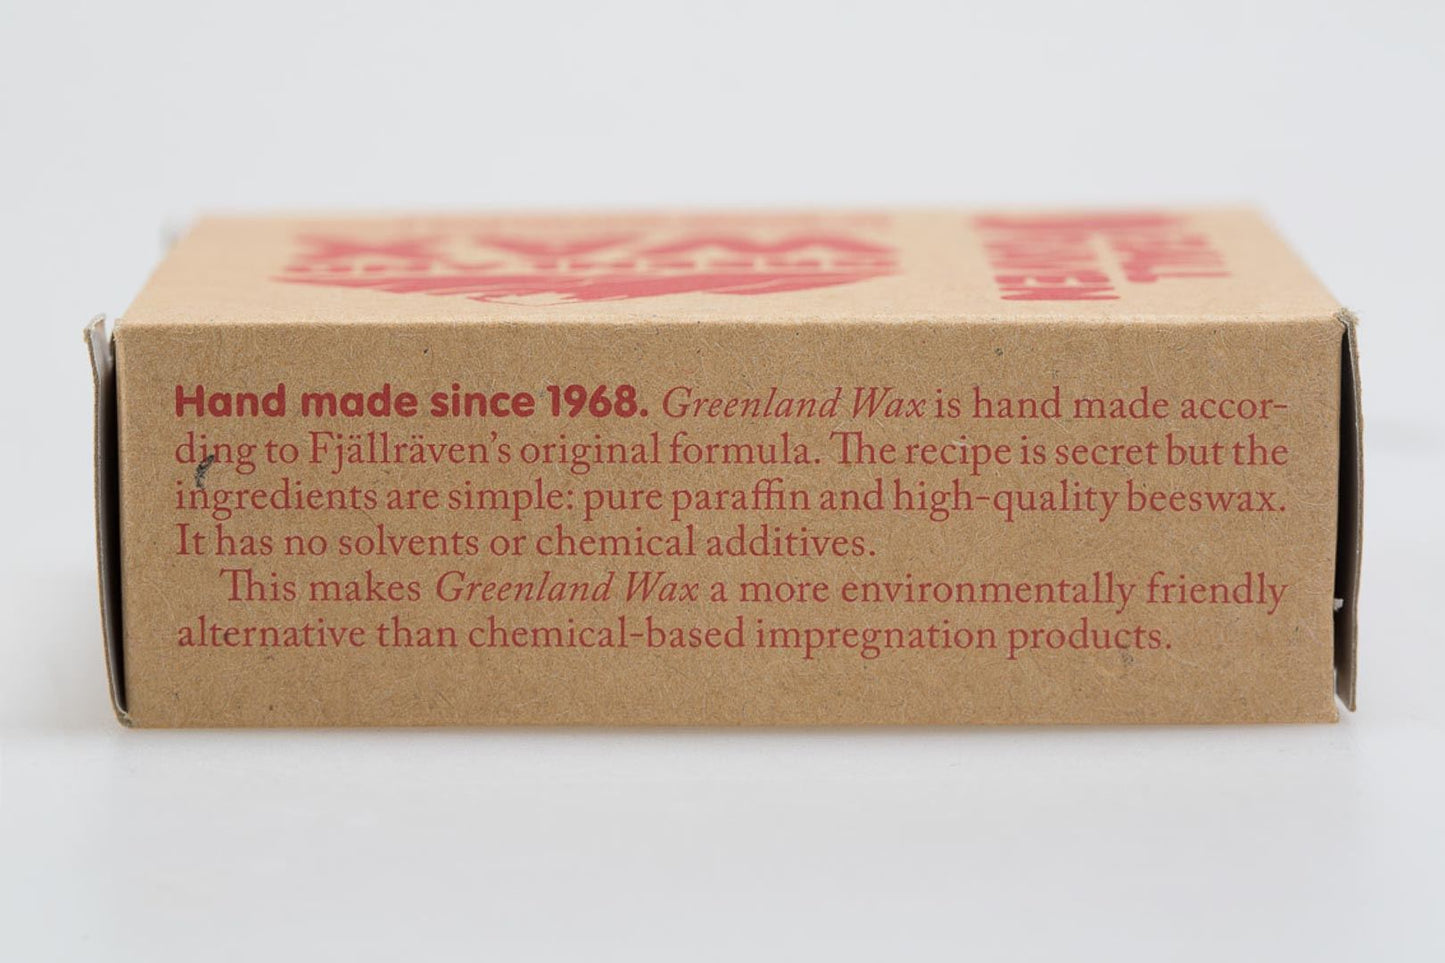 Hand made since 1968. Greenland Wax is hand made accor-
ding to Fjällräven's original formula. The recipe is secret but the
ingredients are simple: pure paraffin and high-quality beeswax.
It has no solvents or chemical additives.
This makes Greenland Wax a more environmentally friendly
alternative than chemical-based impregnation products.